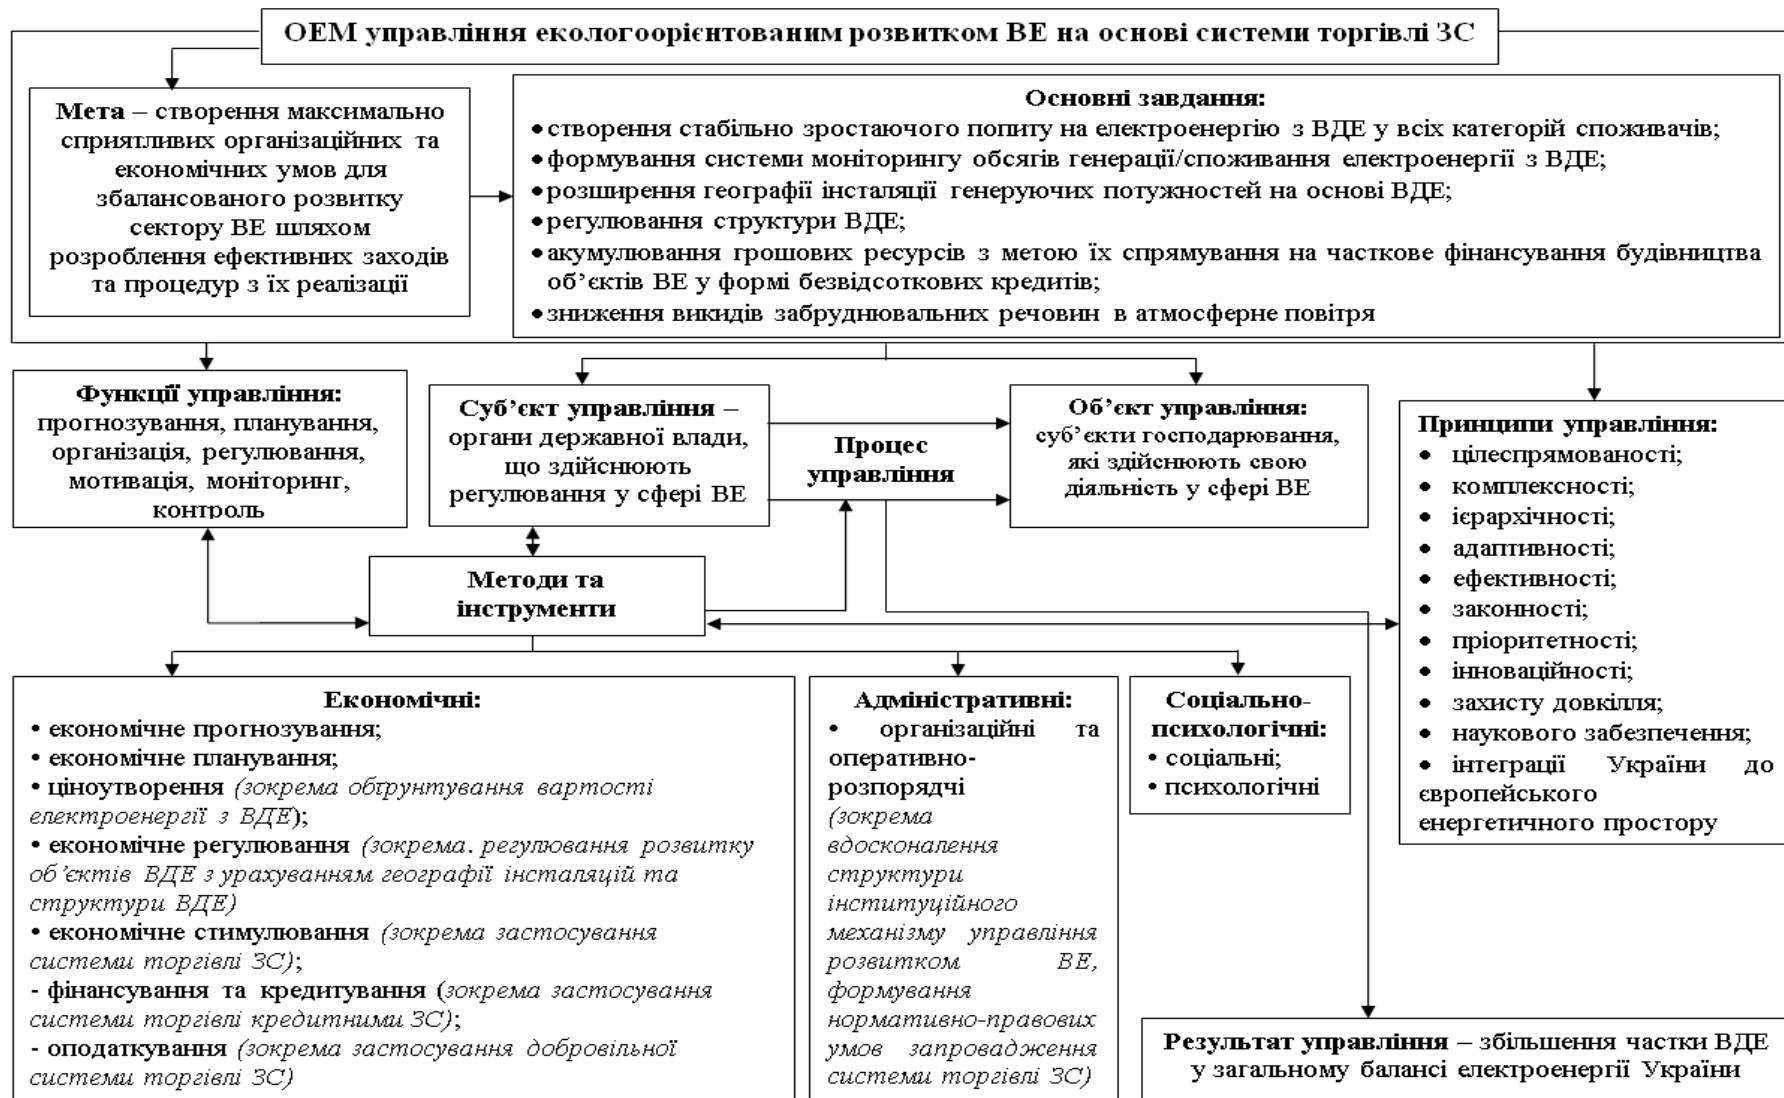 ОЕМ управління екологоорієнтованим розвитком ВЕ на основі системи торгівлі ЗС
Мета – створення максимально
сприятливих організаційних та
економічних умов для
збалансованого розвитку
сектору ВЕ шляхом
розроблення ефективних заходів
та процедур з їх реалізації
Основні завдання:
• створення стабільно зростаючого попиту на електроенергію з ВДЕ у всіх категорій споживачів;
• формування системи моніторингу обсягів генерації/споживання електроенергії з ВДЕ;
• розширення географії інсталяції генеруючих потужностей на основі ВДЕ;
• регулювання структури ВДЕ;
• акумулювання грошових ресурсів з метою їх спрямування на часткове фінансування будівництва
об’єктів ВЕ у формі безвідсоткових кредитів;
• зниження викидів забруднювальних речовин в атмосферне повітря
Функції управління:
прогнозування, планування,
організація, регулювання,
мотивація, моніторинг,
контроль
Суб’єкт управління –
органи державної влади,
що здійснюють
регулювання у сфері ВЕ
Процес
управління
Об’єкт управління:
суб’єкти господарювання,
які здійснюють свою
діяльність у сфері ВЕ
Принципи управління:
• цілеспрямованості;
• комплексності;
• ієрархічності;
• адаптивності;
• ефективності;
• законності;
• пріоритетності;
• інноваційності;
• захисту довкілля;
• наукового забезпечення;
• інтеграції України до
європейського
енергетичного простору
Методи та
інструменти
Економічні:
• економічне прогнозування;
• економічне планування;
• ціноутворення (зокрема обґрунтування вартості
електроенергії з ВДЕ);
• економічне регулювання (зокрема. регулювання розвитку
об’єктів ВДЕ з урахуванням географії інсталяцій та
структури ВДЕ)
• економічне стимулювання (зокрема застосування
системи торгівлі ЗС);
- фінансування та кредитування (зокрема застосування
системи торгівлі кредитними ЗС);
- оподаткування (зокрема застосування добровільної
системи торгівлі ЗС)
Адміністративні:
• організаційні та
оперативно-
розпорядчі
(зокрема
вдосконалення
структури
інституційного
механізму управління
розвитком ВЕ,
формування
нормативно-правових
умов запровадження
системи торгівлі ЗС)
Соціально-
психологічні:
• соціальні;
• психологічні
Результат управління – збільшення частки ВДЕ
у загальному балансі електроенергії України